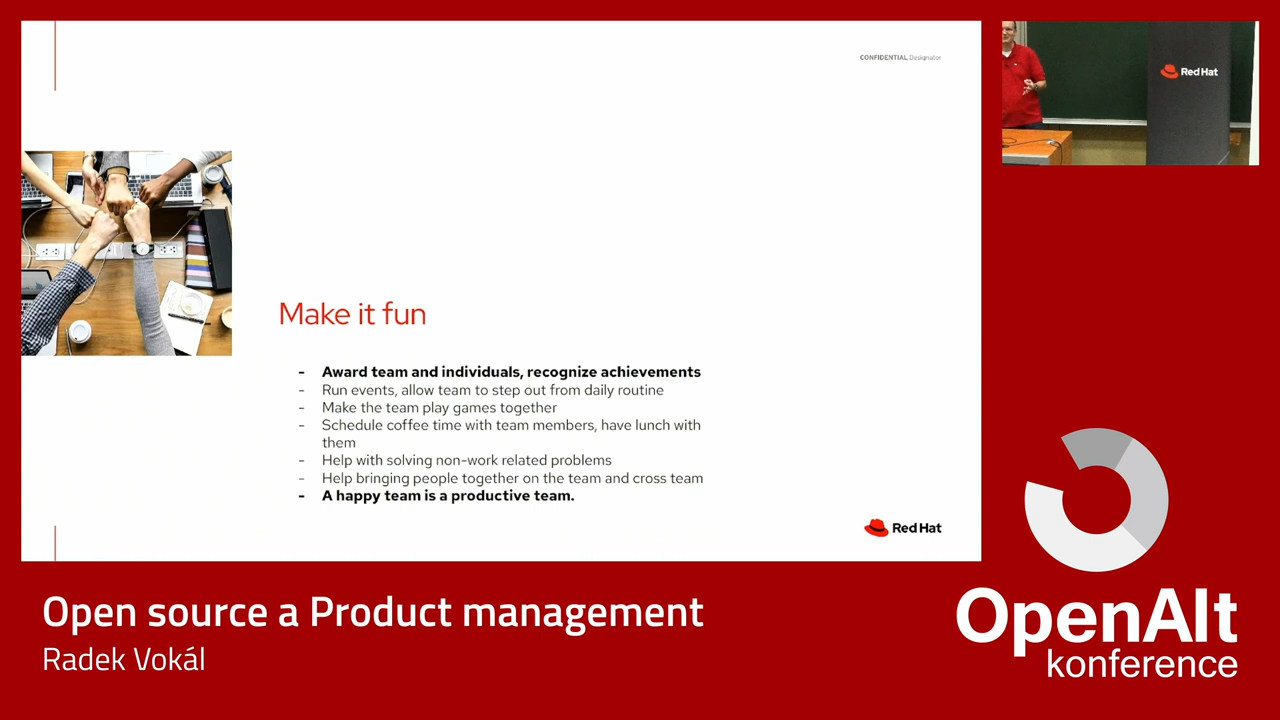 CONFIDENTIAL Designator
Red Hat
Make it fun
- Award team and individuals, recognize achievements
- Run events, allow team to step out from daily routine
- Make the team play games together
- Schedule coffee time with team members, have lunch with
them
- Help with solving non-work related problems
- Help bringing people together on the team and cross team
- A happy team is a productive team.
Red Hat
Open source a Product management
Radek Vokál
OpenAlt
konference